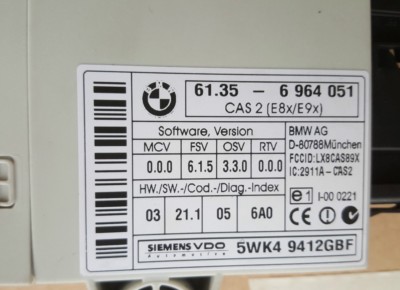 BMW
61.35 - 6 964 051
CAS 2 (E8x/E9x)
Software, Version
MCV FSV OSV RTV
0.0.0 6.1.5 3.3.0 0.0.0
HW./SW.-/Cod.-/Diag.-Index
03 21.1 05 6A0
BMW AG
D-80788München
FCCID:LX8CAS89X
IC:2911A-CAS2
e1 I-00 0221
CE
SIEMENS VDO
Automotive
5WK4 9412GBF